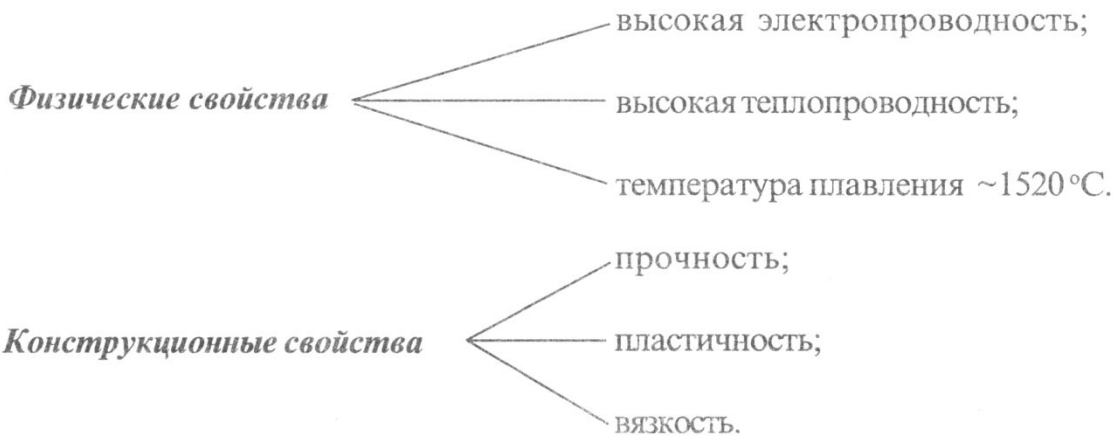 высокая электропроводность;
Физические свойства
высокая теплопроводность;
температура плавления ~1520 °С.
прочность;
Конструкционные свойства
пластичность;
вязкость.